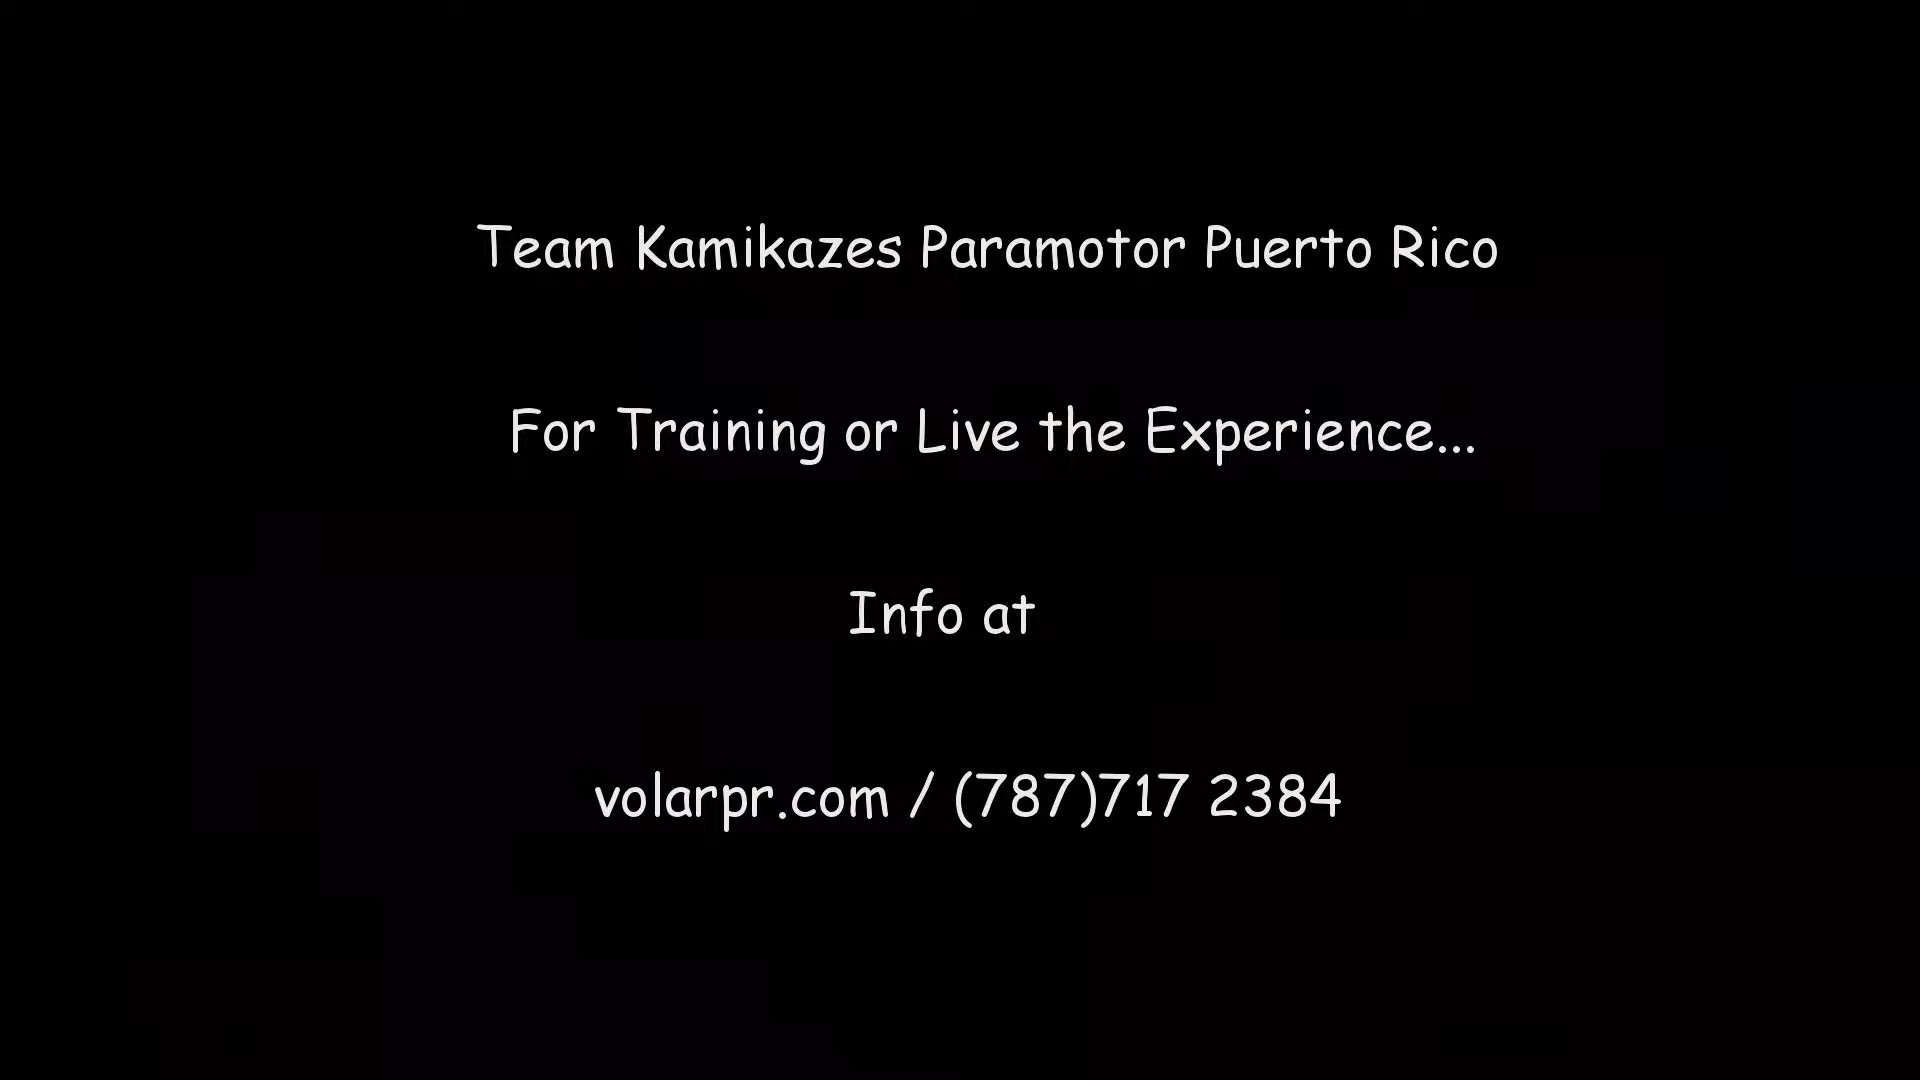 Team Kamikazes Paramotor Puerto Rico
For Training or Live the Experience...
Info at
volarpr.com / (787)717 2384